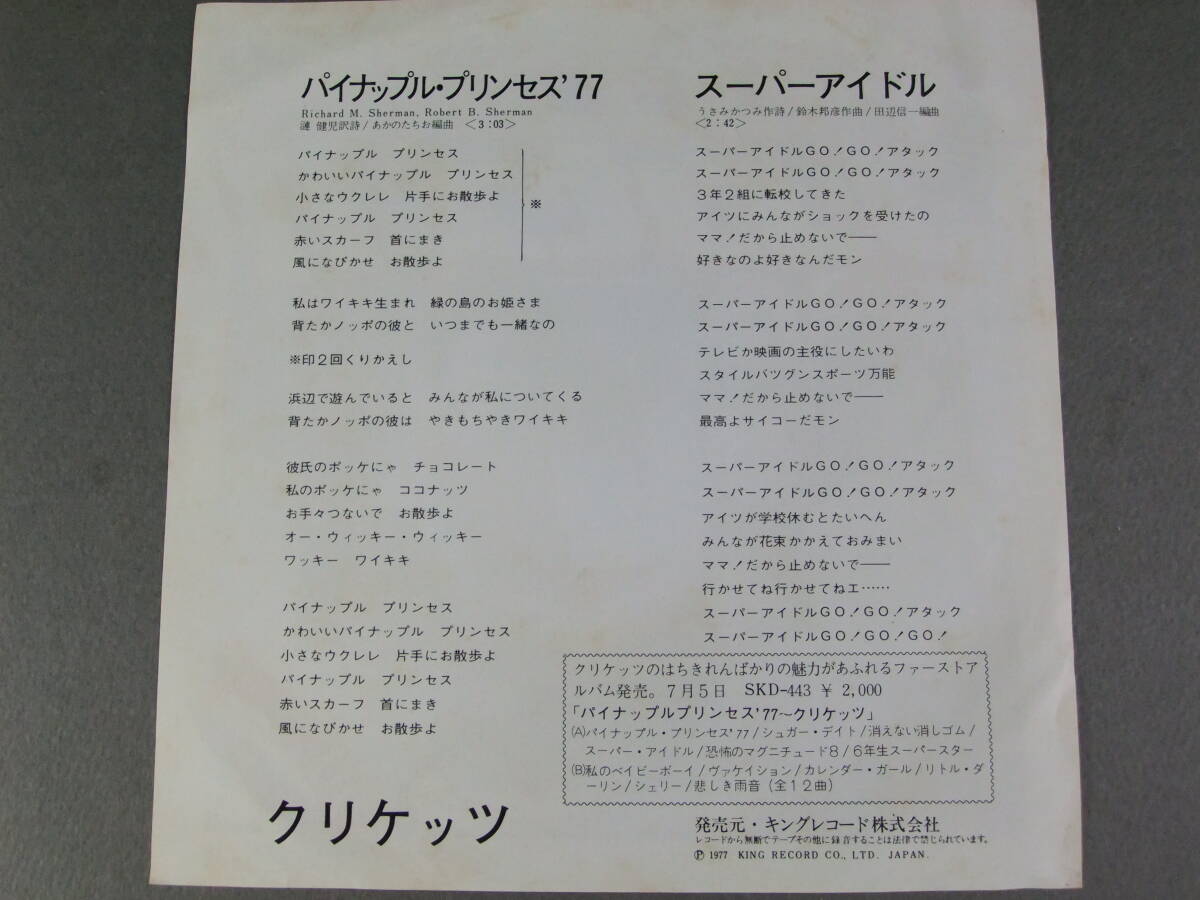 パイナップル・プリンセス'77
Richard M. Sherman, Robert B. Sherman
漣 健児訳詩/あかのたちお編曲 〈3:03〉
パイナップル プリンセス
かわいいパイナップル プリンセス
小さなウクレレ 片手にお散歩よ
パイナップル プリンセス
赤いスカーフ 首にまき
風になびかせ お散歩よ
※
私はワイキキ生まれ 緑の島のお姫さま
背たかノッポの彼と いつまでも一緒なの
※印2回くりかえし
浜辺で遊んでいると みんなが私についてくる
背たかノッポの彼は やきもちやきワイキキ
彼氏のポッケにゃ チョコレート
私のポッケにゃ ココナッツ
お手々つないで お散歩よ
オー・ウィッキー・ウィッキー
ワッキー ワイキキ
パイナップル プリンセス
かわいいパイナップル プリンセス
小さなウクレレ 片手にお散歩よ
パイナップル プリンセス
赤いスカーフ 首にまき
風になびかせ お散歩よ
クリケッツ
スーパーアイドル
うさみかつみ作詩/鈴木邦彦作曲/田辺信一編曲
〈2:42〉
スーパーアイドルGO!GO!アタック
スーパーアイドルGO!GO!アタック
3年2組に転校してきた
アイツにみんながショックを受けたの
ママ!だから止めないで——
好きなのよ好きなんだモン
スーパーアイドルGO!GO!アタック
スーパーアイドルGO!GO!アタック
テレビか映画の主役にしたいわ
スタイルバツグンスポーツ万能
ママ!だから止めないで——
最高よサイコーだモン
スーパーアイドルGO!GO!アタック
スーパーアイドルGO!GO!アタック
アイツが学校休むとたいへん
みんなが花束かかえておみまい
ママ!だから止めないで——
行かせてね行かせてねエ……
スーパーアイドルGO!GO!アタック
スーパーアイドルGO!GO!GO!
クリケッツのはちきれんばかりの魅力があふれるファーストア
ルバム発売。7月5日 SKD-443 ¥ 2,000
「パイナップルプリンセス'77〜クリケッツ」
(A)パイナップル・プリンセス'77/シュガー・デイト/消えない消しゴム/
スーパー・アイドル/恐怖のマグニチュード8/6年生スーパースター
(B)私のベイビーボーイ/ヴァケイション/カレンダー・ガール/リトル・ダ
ーリン/シェリー/悲しき雨音(全12曲)
発売元・キングレコード株式会社
レコードから無断でテープその他に録音することは法律で禁じられています。
Ⓟ 1977 KING RECORD CO., LTD. JAPAN.